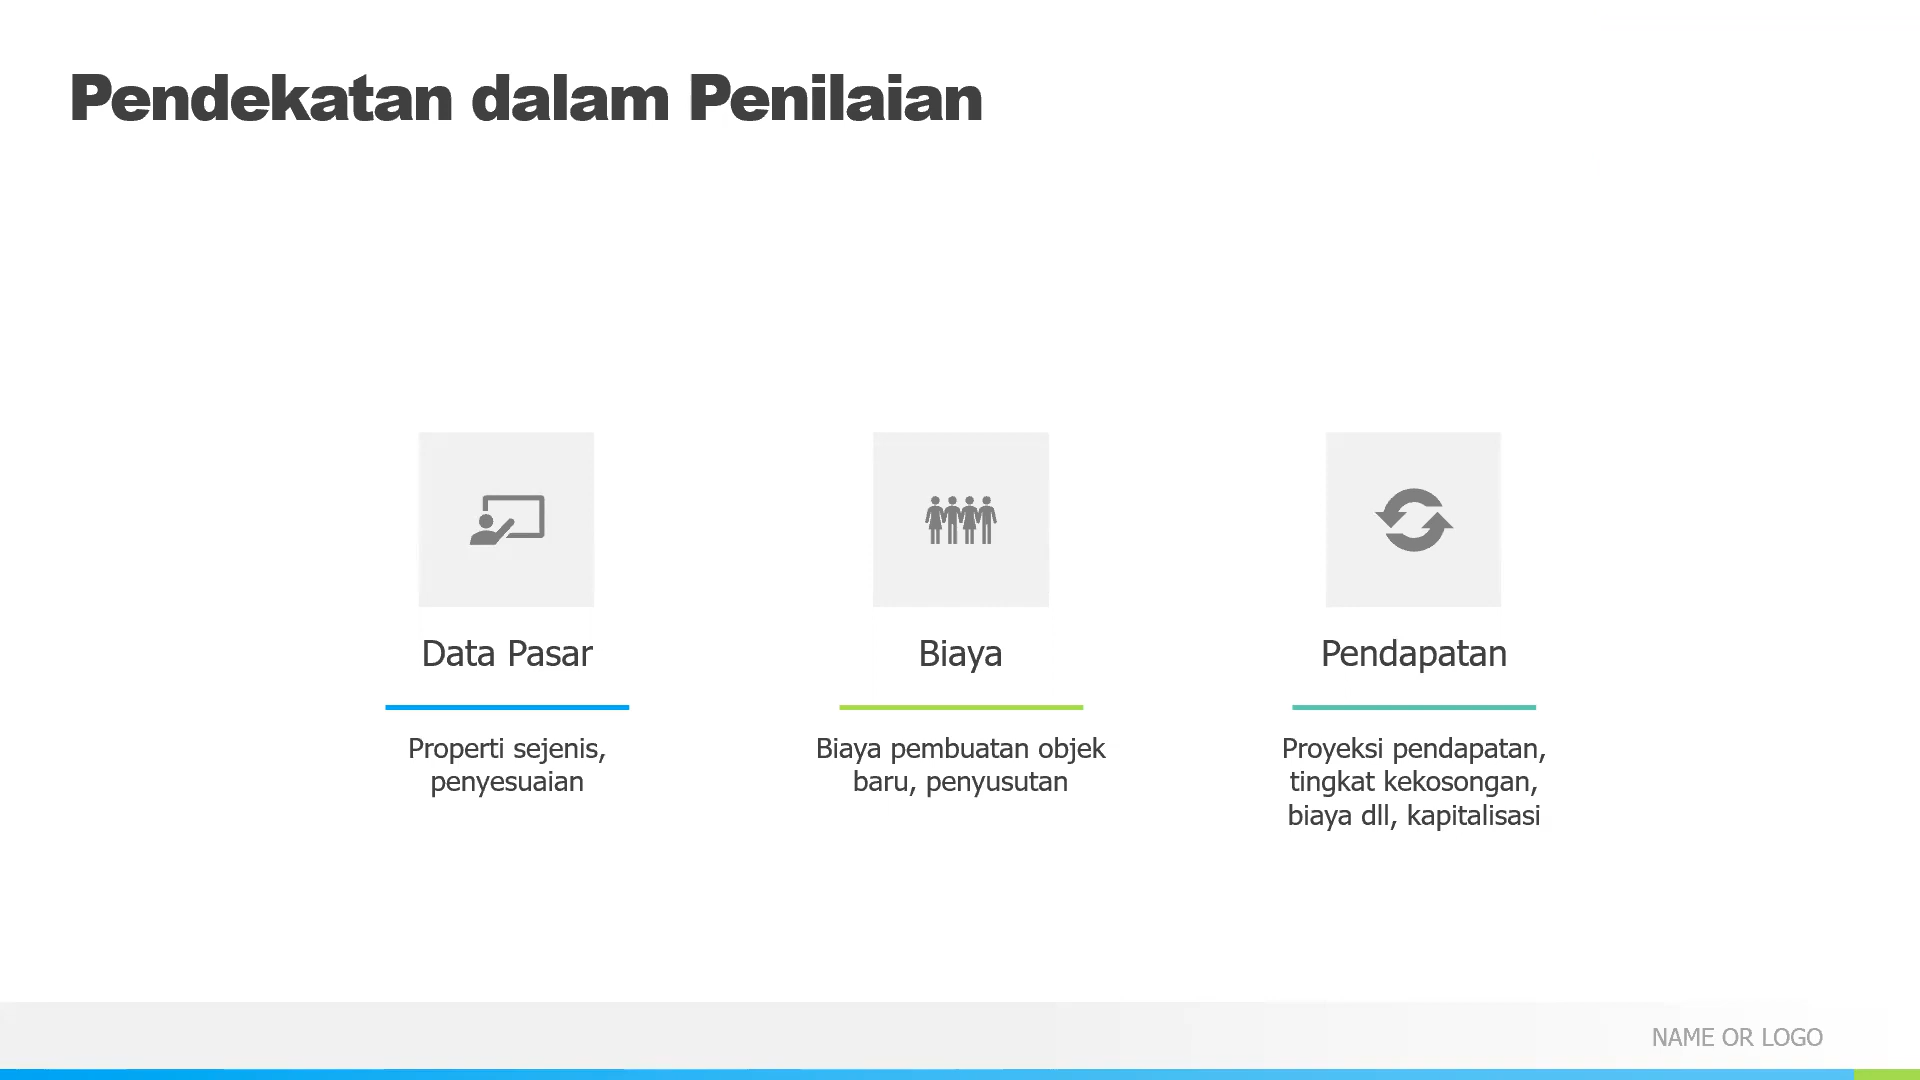 Pendekatan dalam Penilaian
Data Pasar
Properti sejenis,
penyesuaian
Biaya
Biaya pembuatan objek
baru, penyusutan
Pendapatan
Proyeksi pendapatan,
tingkat kekosongan,
biaya dll, kapitalisasi
NAME OR LOGO